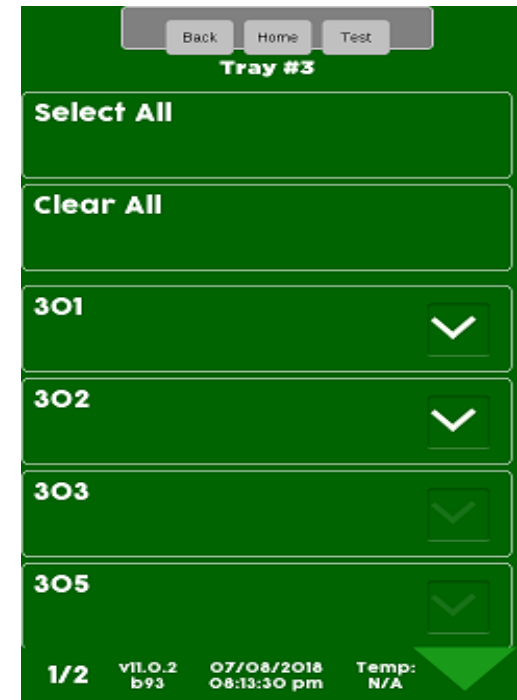 Back Home Test
Tray #3
Select All
Clear All
301
302
303
305
1/2 v11.0.2 07/08/2018 Temp:
b93 08:13:30 pm N/A